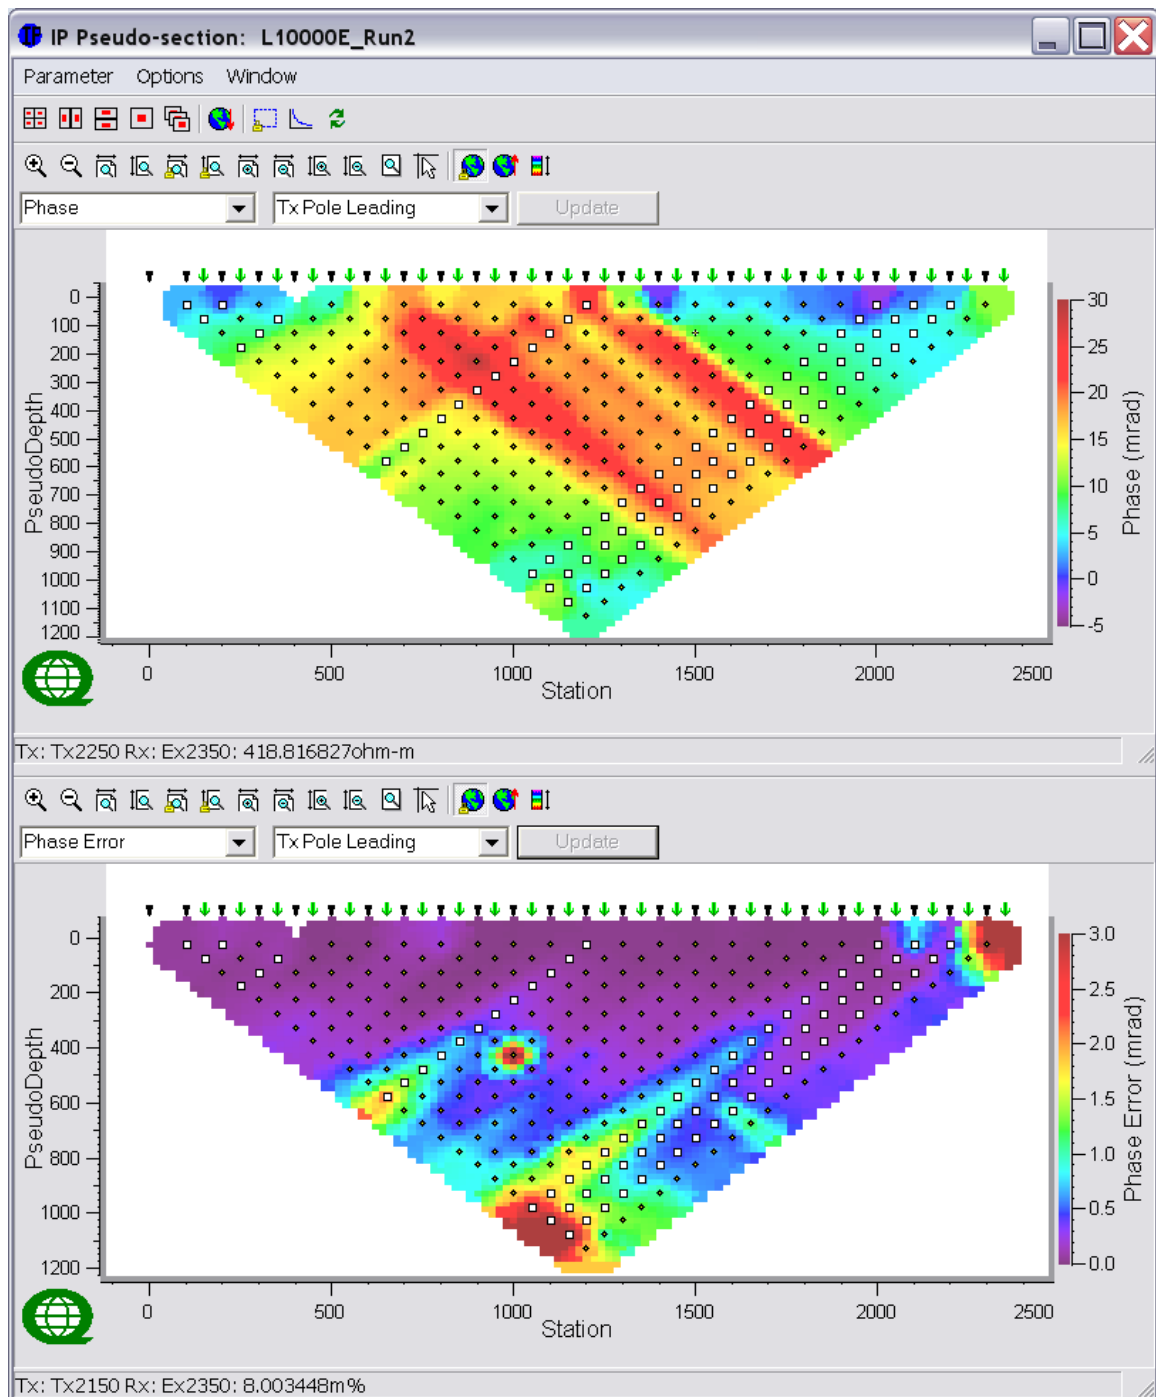 IP Pseudo-section: L10000E_Run2
Parameter Options Window
Phase Tx Pole Leading Update
0
100
200
300
400
500
600
700
800
900
1000
1100
1200
PseudoDepth
0 500 1000 1500 2000 2500
Station
30
25
20
15
10
5
0
-5
Phase (mrad)
Tx: Tx2250 Rx: Ex2350: 418.816827ohm-m
Phase Error Tx Pole Leading Update
0
200
400
600
800
1000
1200
PseudoDepth
0 500 1000 1500 2000 2500
Station
3.0
2.5
2.0
1.5
1.0
0.5
0.0
Phase Error (mrad)
Tx: Tx2150 Rx: Ex2350: 8.003448m%